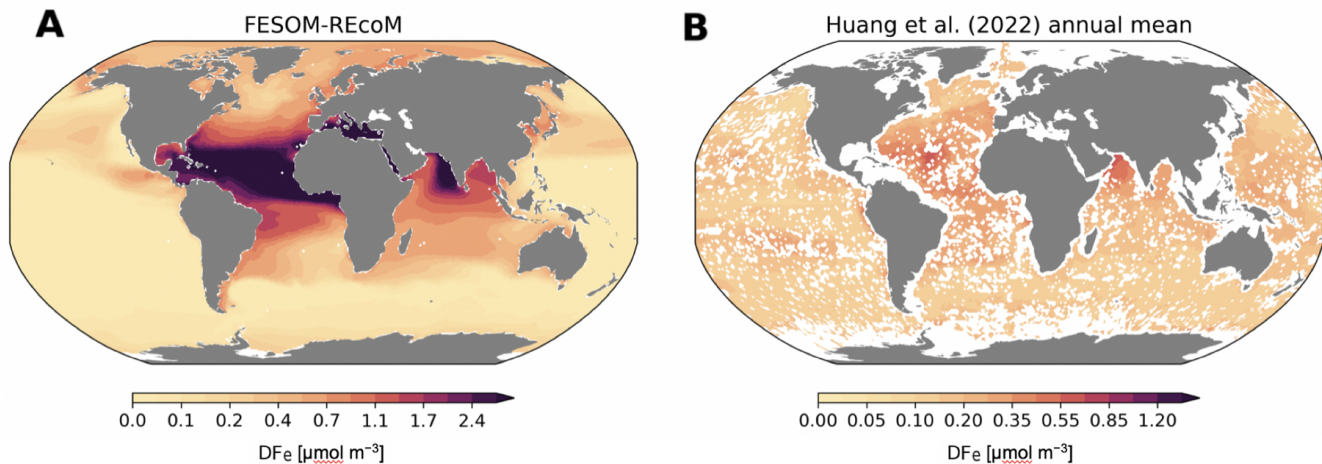 A
FESOM-REcoM
B
Huang et al. (2022) annual mean
0.0 0.1 0.2 0.4 0.7 1.1 1.7 2.4
DFe [µmol m⁻³]
0.00 0.05 0.10 0.20 0.35 0.55 0.85 1.20
DFe [µmol m⁻³]